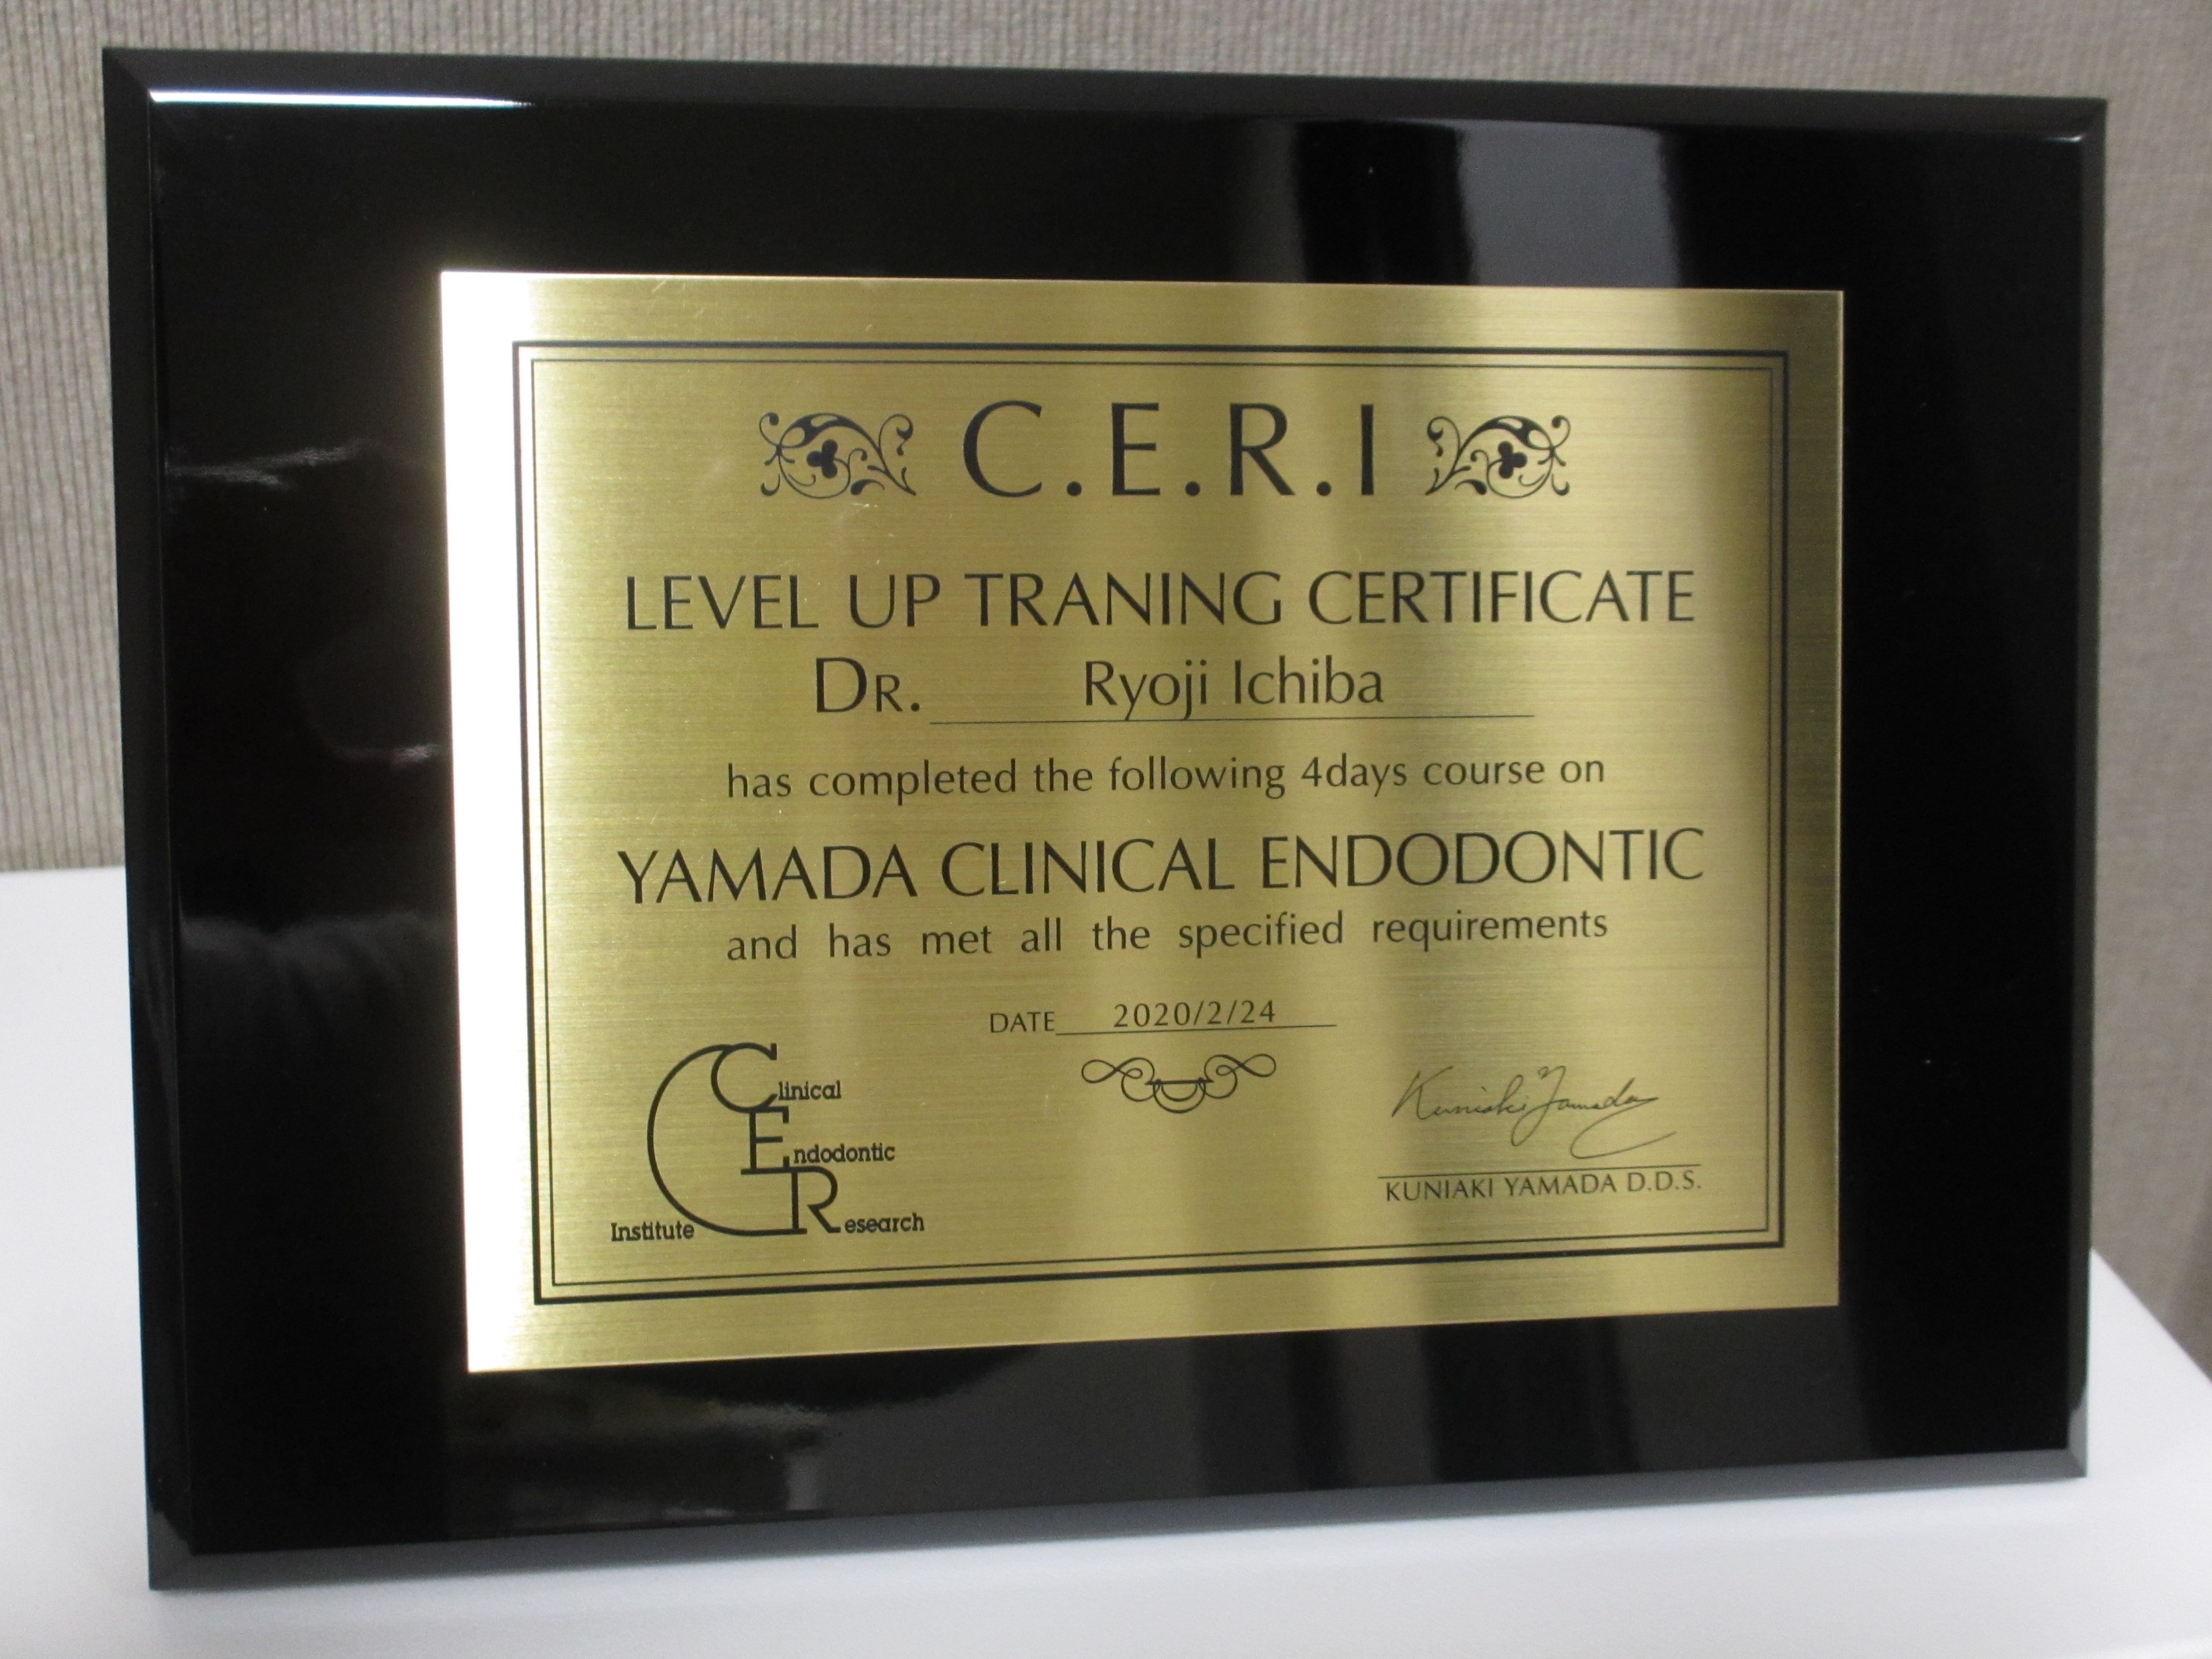 C.E.R.I
LEVEL UP TRANING CERTIFICATE
DR. Ryoji Ichiba
has completed the following 4days course on
YAMADA CLINICAL ENDODONTIC
and has met all the specified requirements
DATE 2020/2/24
Clinical
Endodontic
Research
Institute
Kuniaki Yamada
KUNIAKI YAMADA D.D.S.